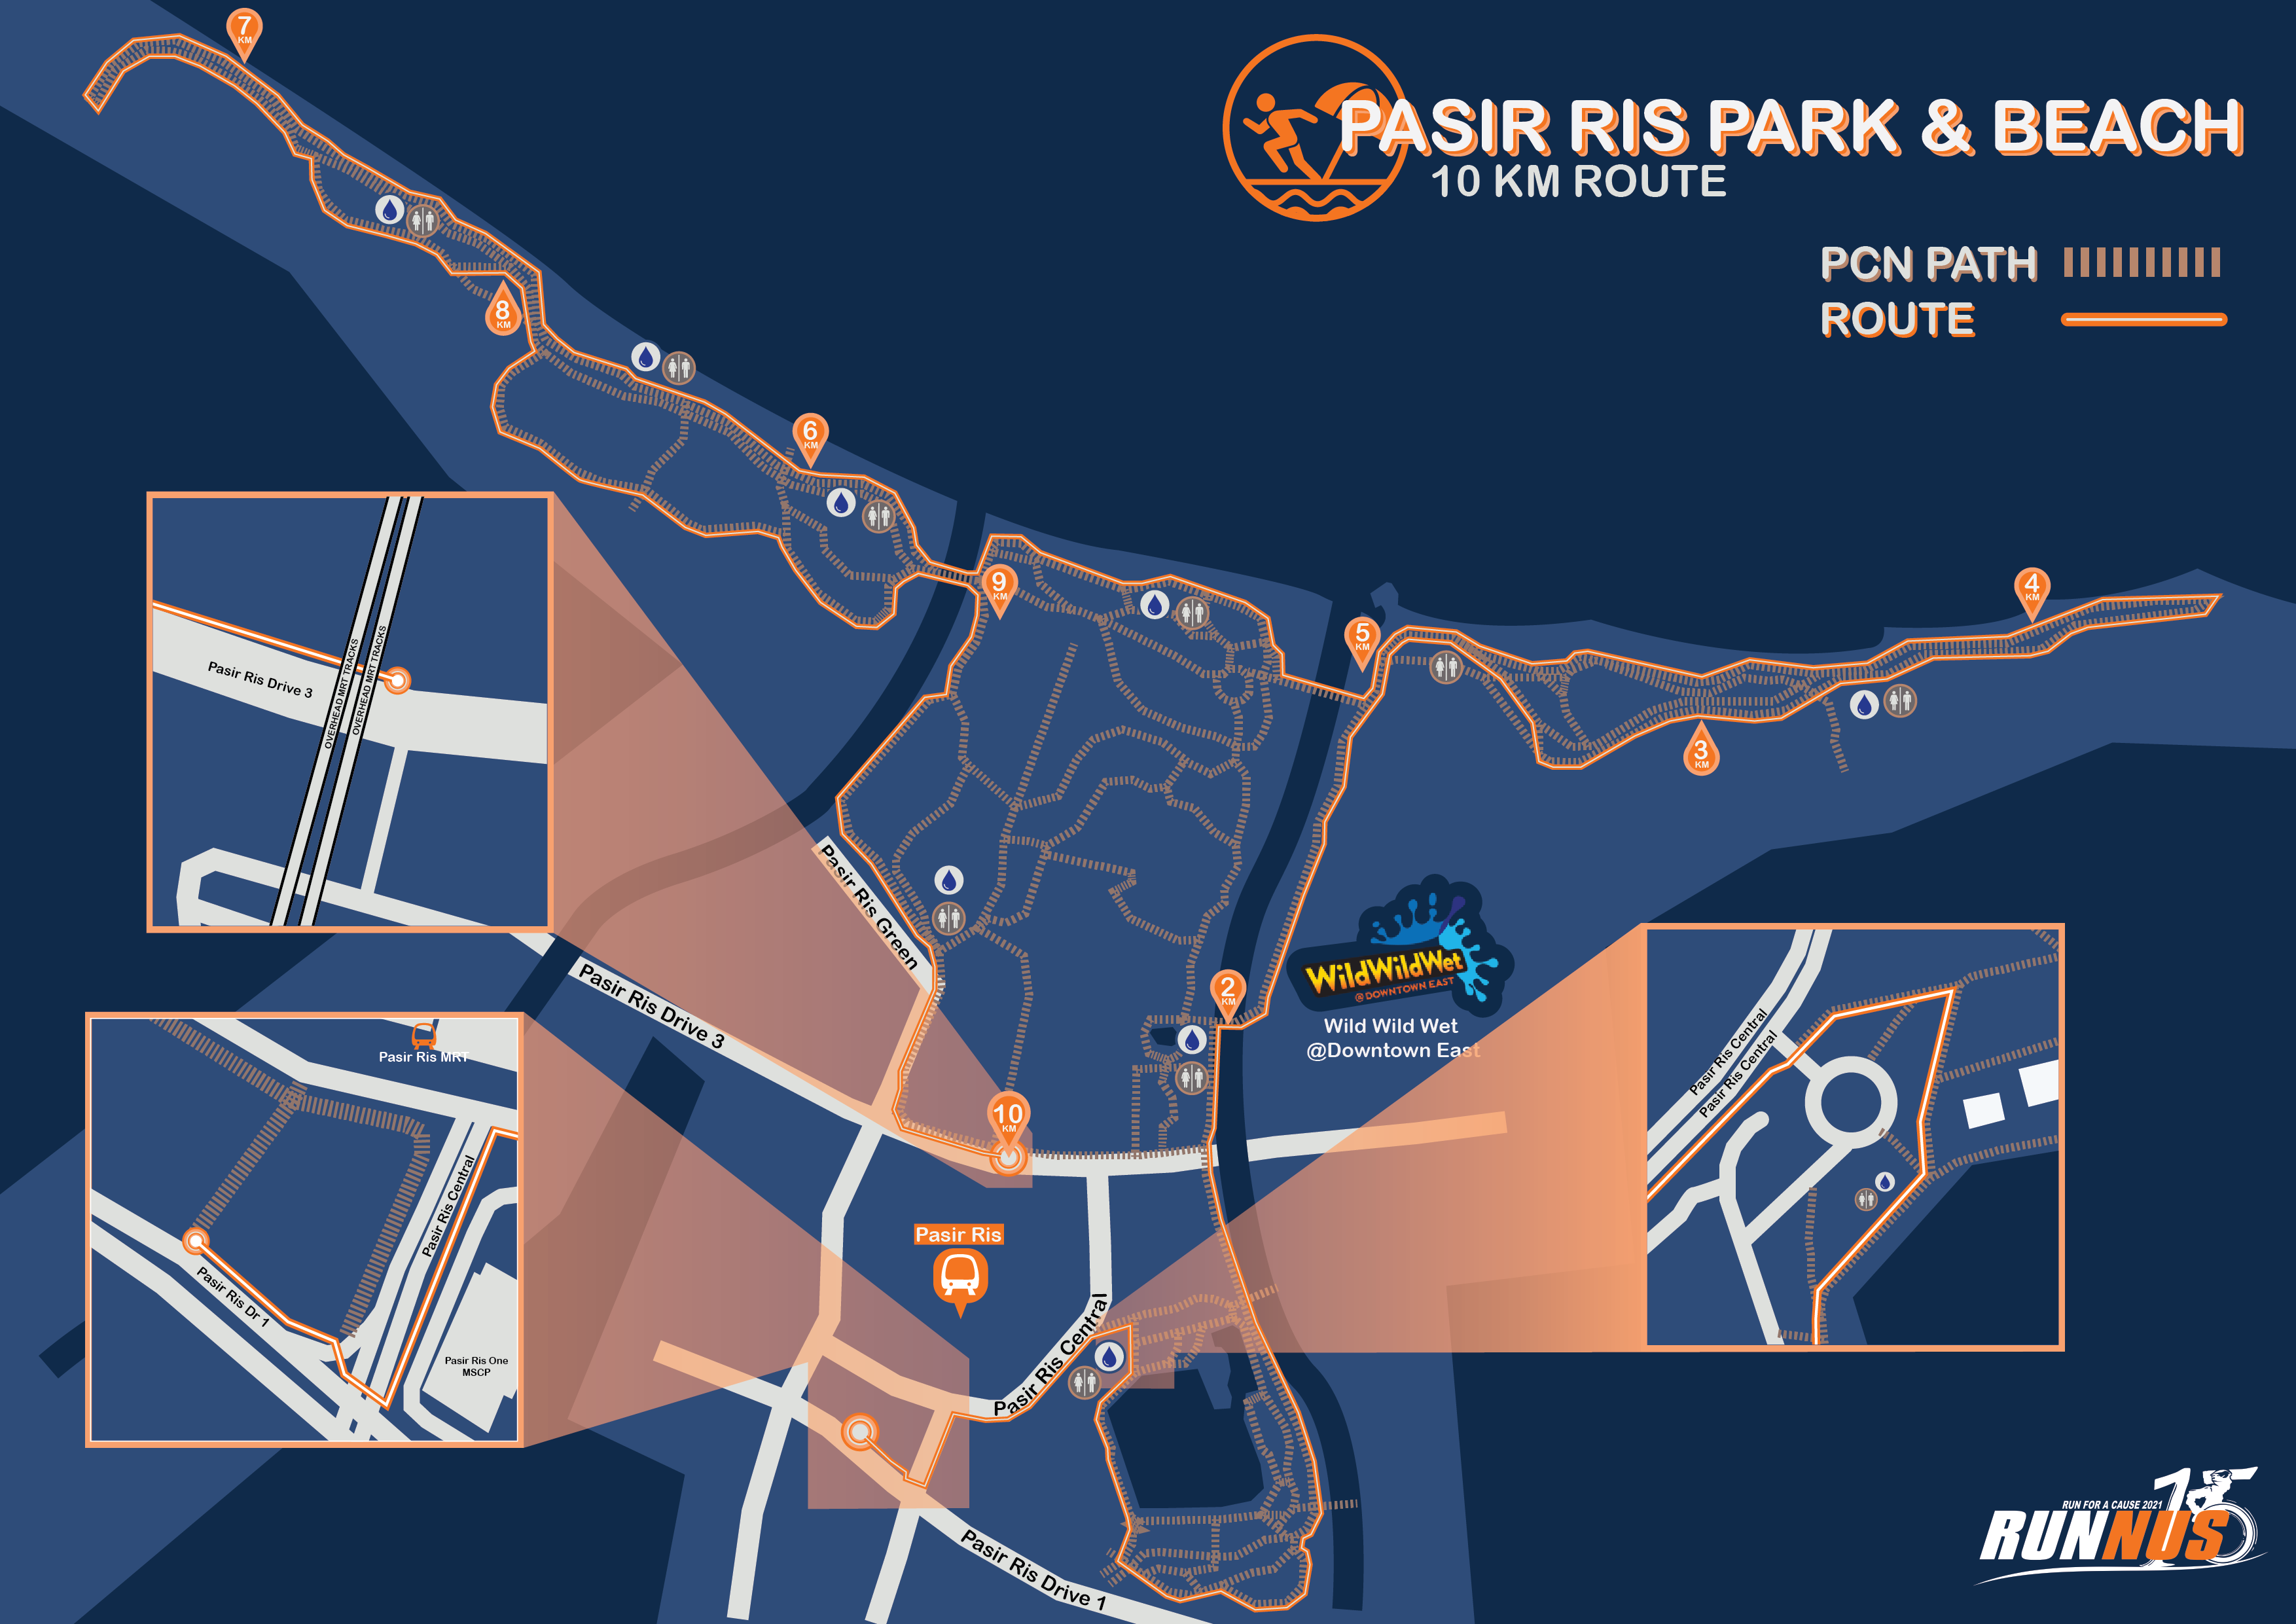 7
KM
PASIR RIS PARK & BEACH
10 KM ROUTE
PCN PATH
ROUTE
8
KM
6
KM
9
KM
5
KM
4
KM
3
KM
2
KM
10
KM
Pasir Ris Drive 3
OVERHEAD MRT TRACKS
OVERHEAD MRT TRACKS
Pasir Ris Green
Pasir Ris Drive 3
WildWildWet
@DOWNTOWN EAST
Wild Wild Wet
@Downtown East
Pasir Ris Central
Pasir Ris Central
Pasir Ris MRT
Pasir Ris Central
Pasir Ris Dr 1
Pasir Ris One
MSCP
Pasir Ris
Pasir Ris Central
Pasir Ris Drive 1
RUN FOR A CAUSE 2021
15
RUNNUS